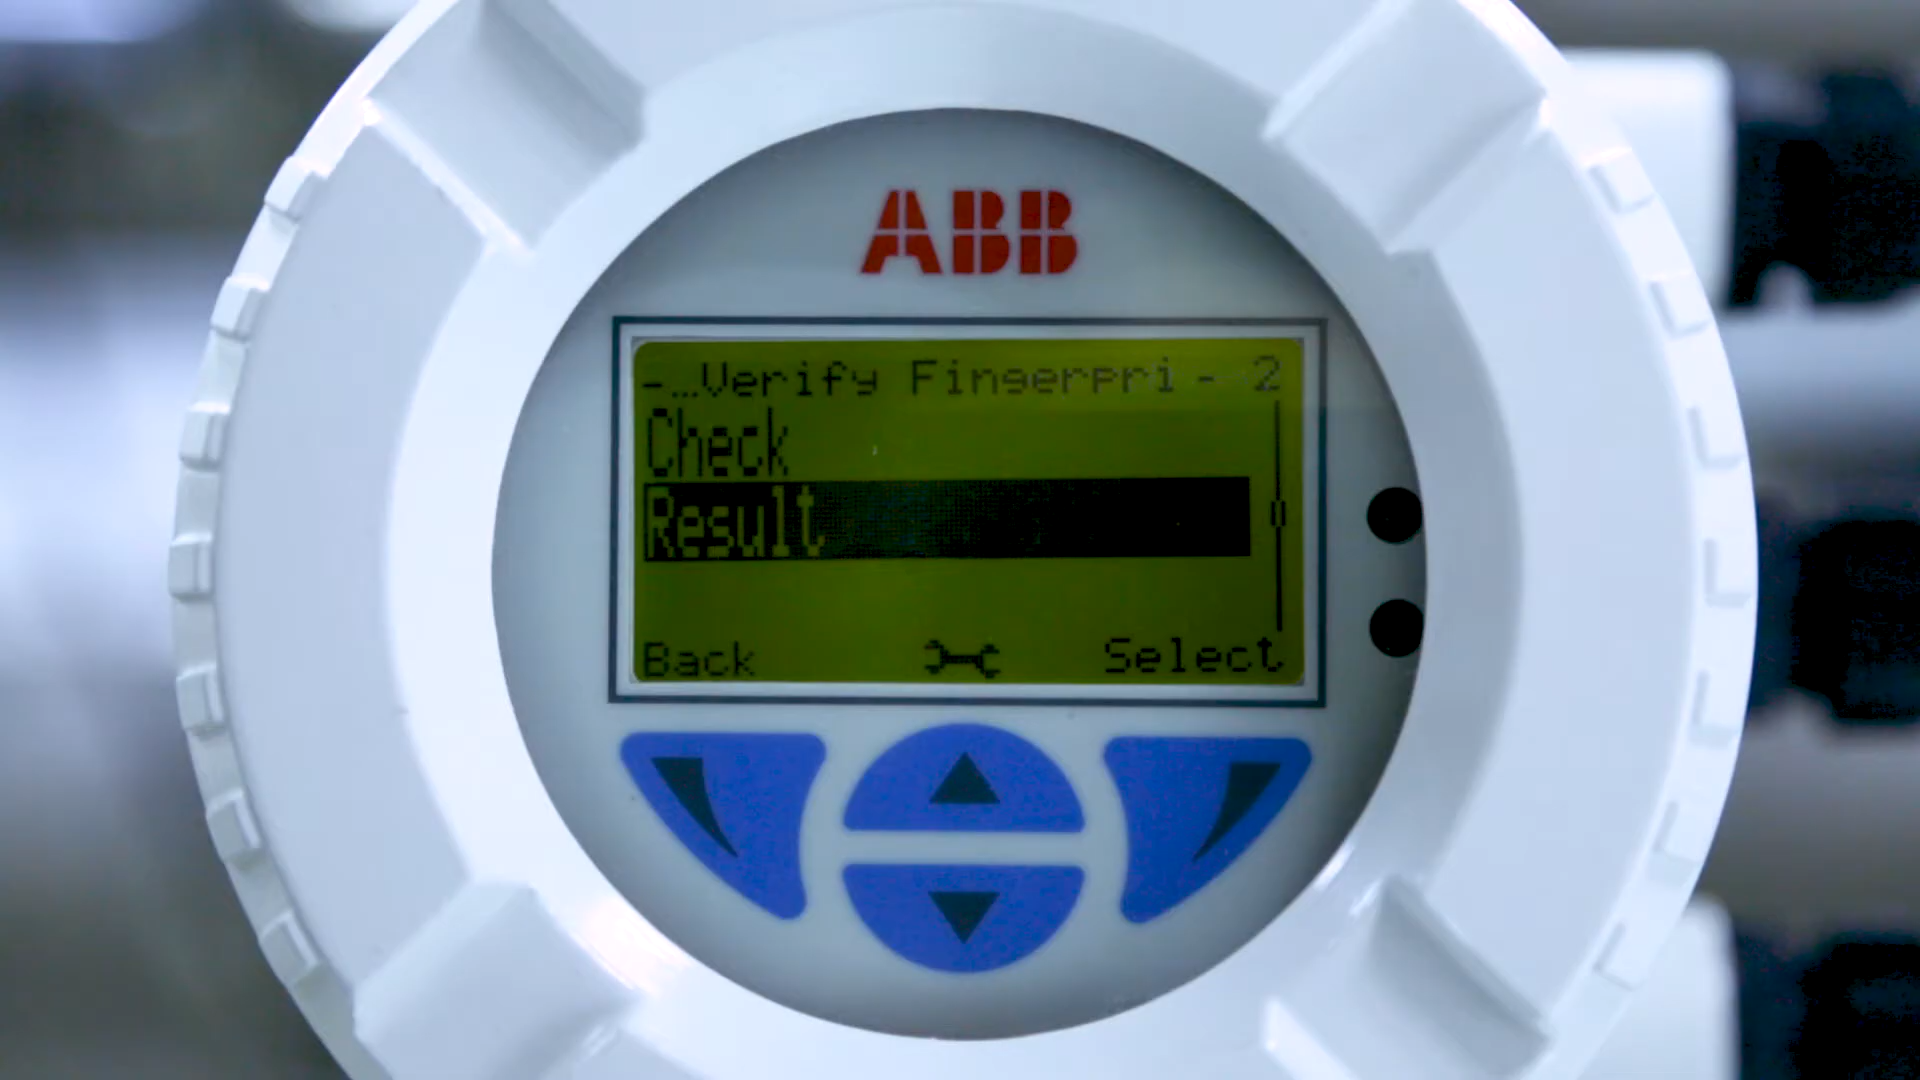 ABB
-…Verify Fingerpri - 2
Check
Result
Back Select